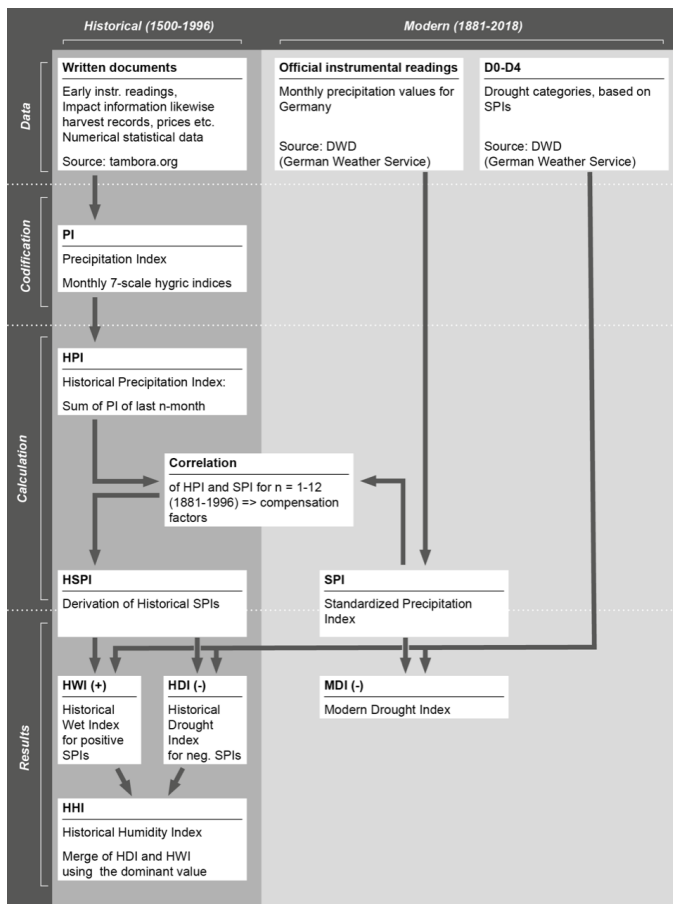 Historical (1500-1996)
Modern (1881-2018)
Data
Written documents
Early instr. readings,
Impact information likewise
harvest records, prices etc.
Numerical statistical data
Source: tambora.org
Official instrumental readings
Monthly precipitation values for
Germany
Source: DWD
(German Weather Service)
D0-D4
Drought categories, based on
SPIs
Source: DWD
(German Weather Service)
Codification
PI
Precipitation Index
Monthly 7-scale hygric indices
Calculation
HPI
Historical Precipitation Index:
Sum of PI of last n-month
Correlation
of HPI and SPI for n = 1-12
(1881-1996) => compensation
factors
HSPI
Derivation of Historical SPIs
SPI
Standardized Precipitation
Index
Results
HWI (+)
Historical
Wet Index
for positive
SPIs
HDI (-)
Historical
Drought
Index
for neg. SPIs
MDI (-)
Modern Drought Index
HHI
Historical Humidity Index
Merge of HDI and HWI
using the dominant value